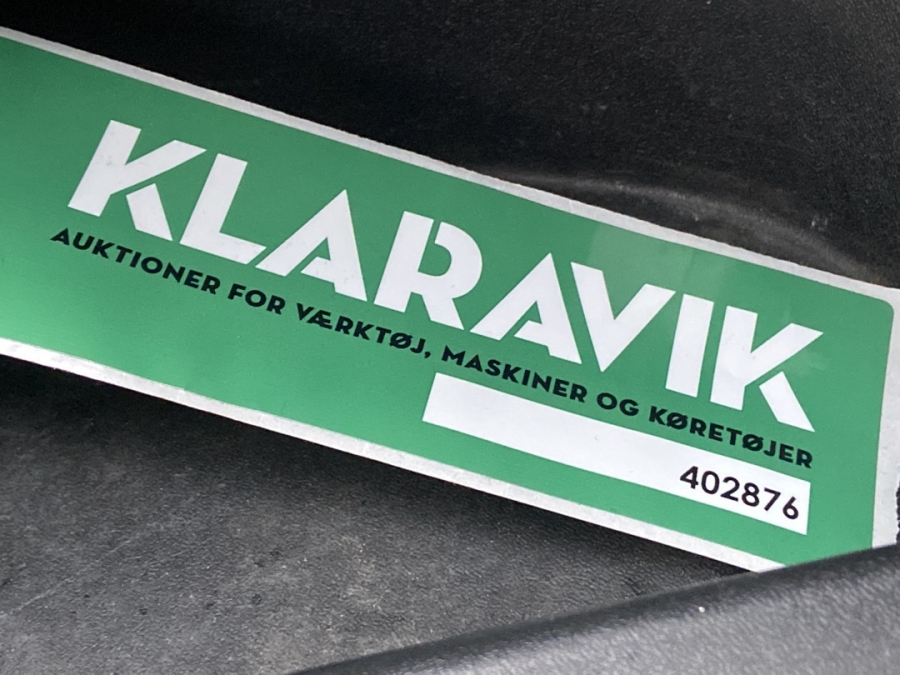 KLARAVIK
AUKTIONER FOR VÆRKTØJ, MASKINER OG KØRETØJER
402876